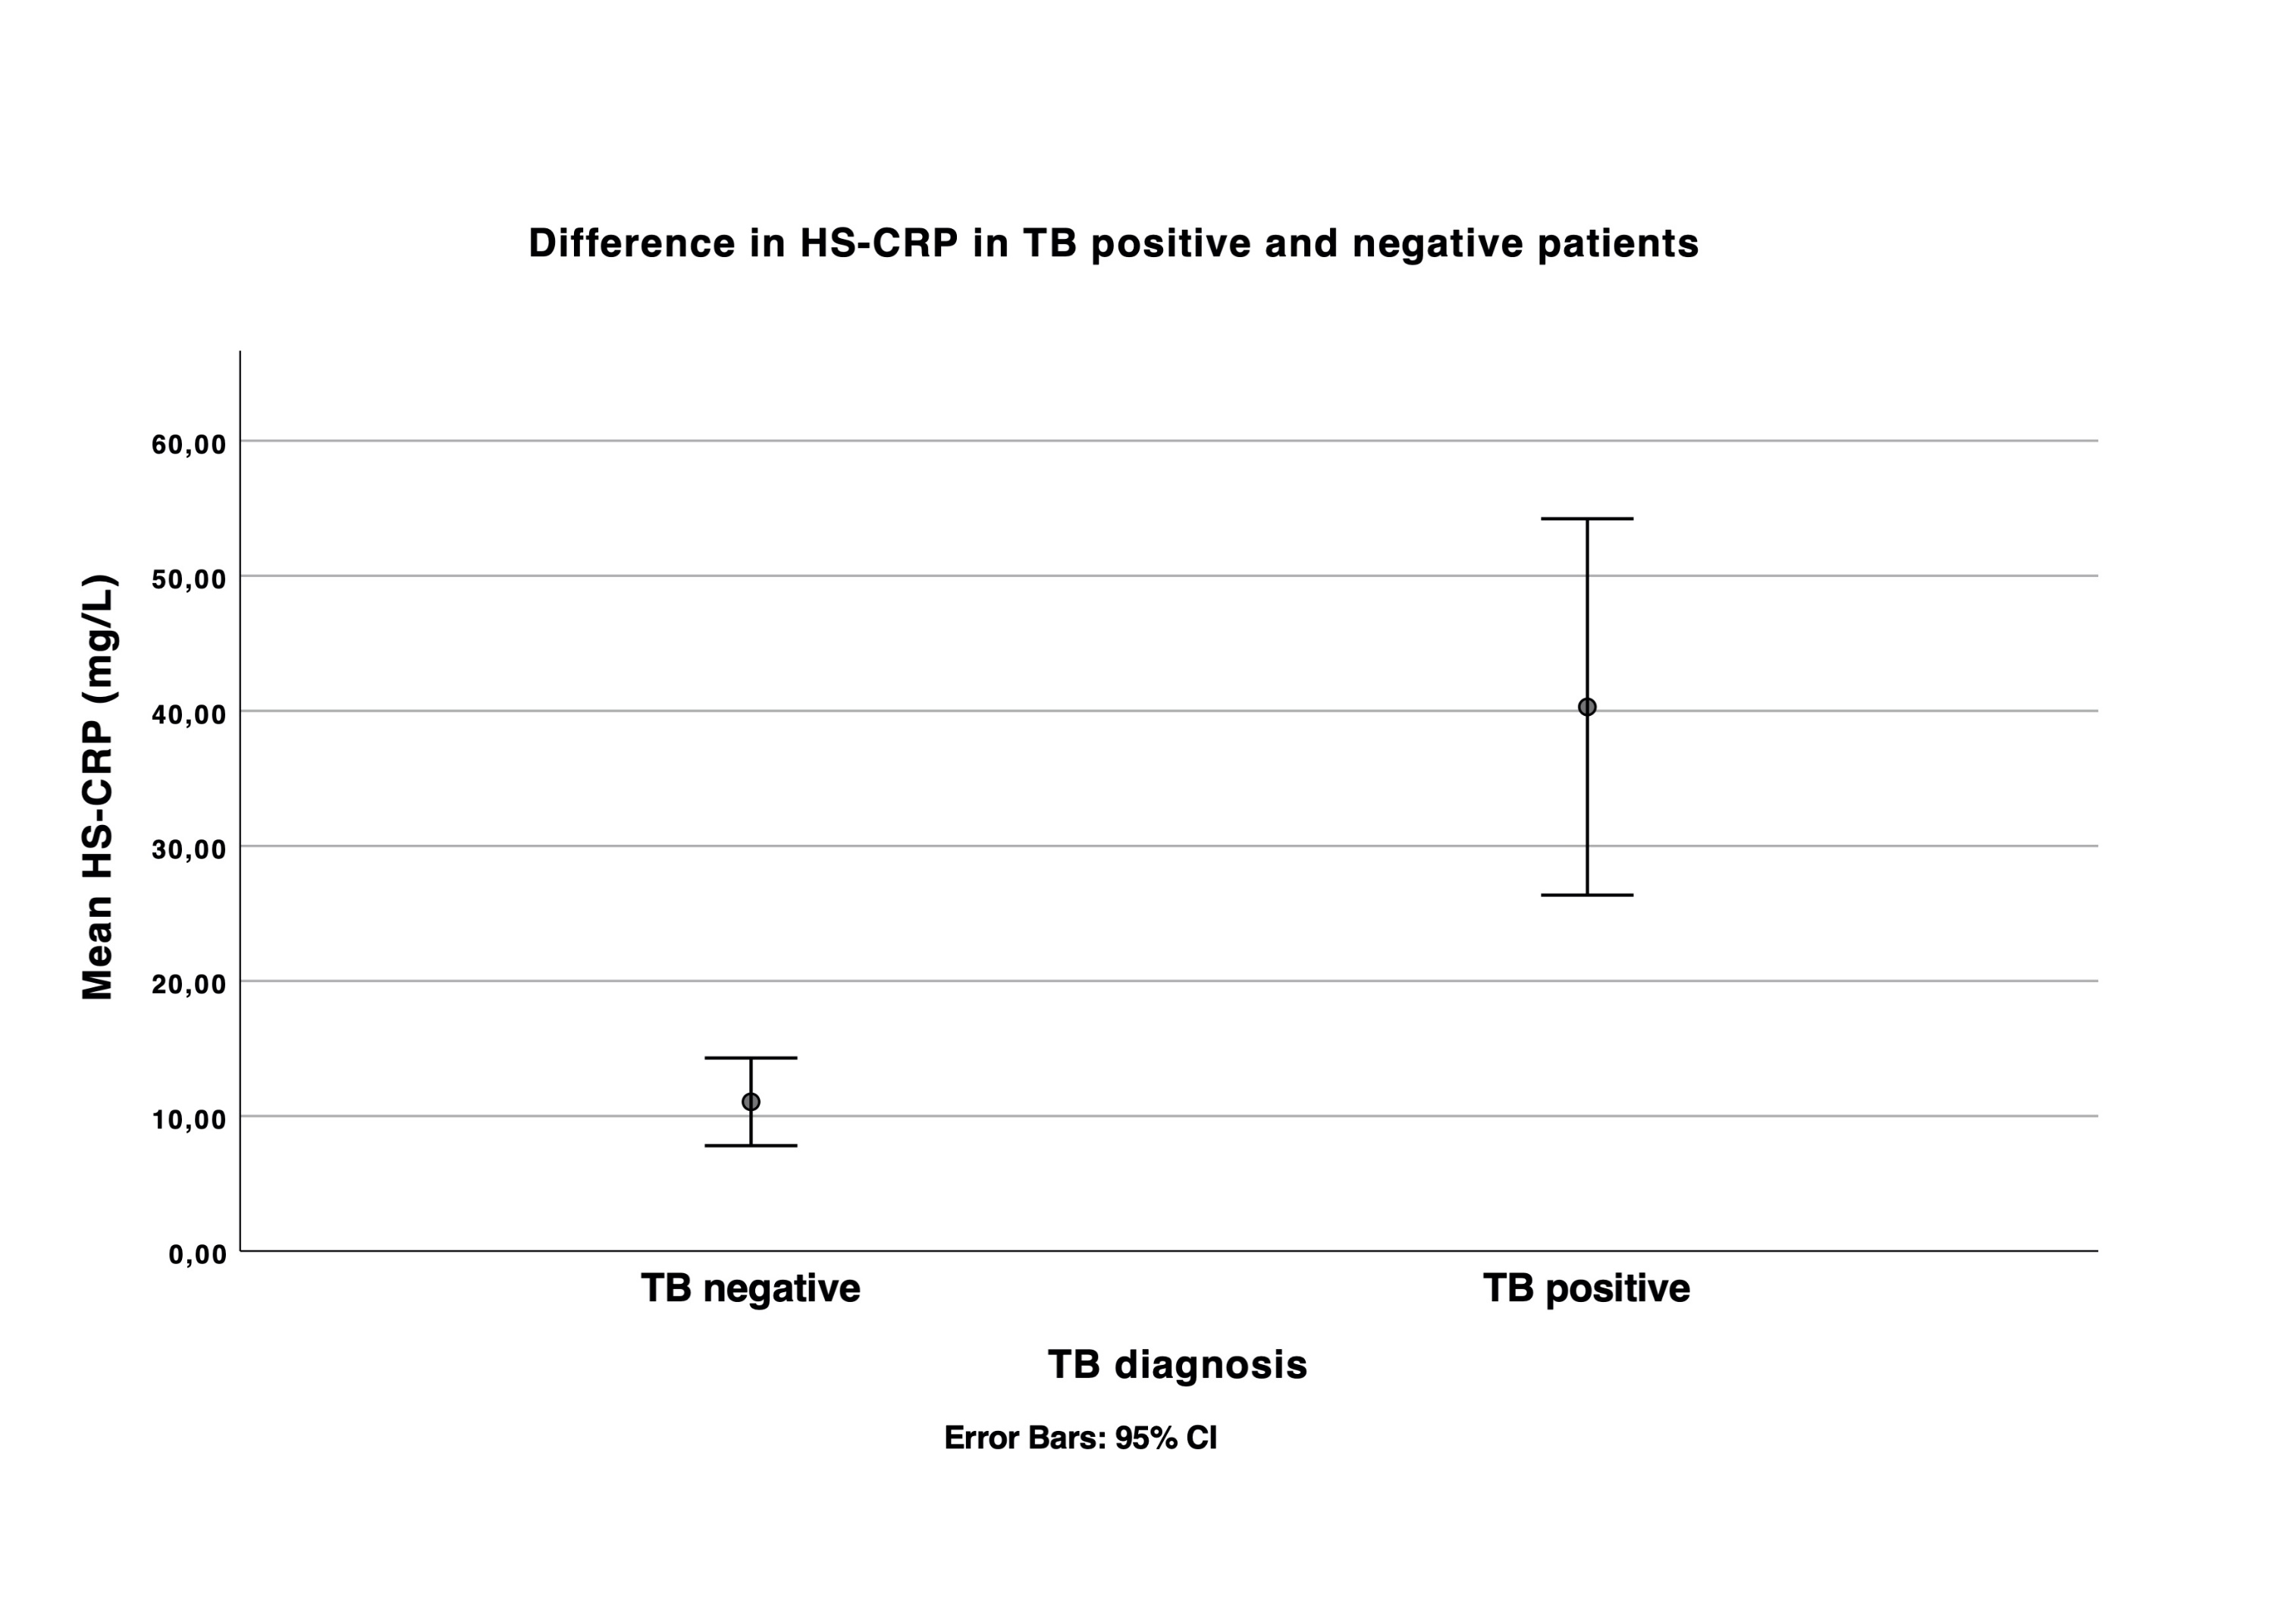 Difference in HS-CRP in TB positive and negative patients
Mean HS-CRP (mg/L)
60,00
50,00
40,00
30,00
20,00
10,00
0,00
TB negative
TB positive
TB diagnosis
Error Bars: 95% CI